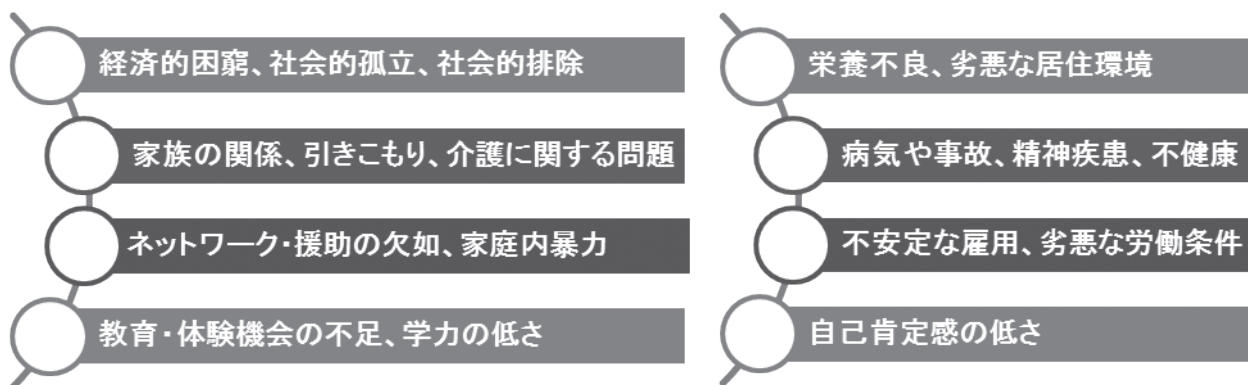 経済的困窮、社会的孤立、社会的排除
家族の関係、引きこもり、介護に関する問題
ネットワーク・援助の欠如、家庭内暴力
教育・体験機会の不足、学力の低さ
栄養不良、劣悪な居住環境
病気や事故、精神疾患、不健康
不安定な雇用、劣悪な労働条件
自己肯定感の低さ